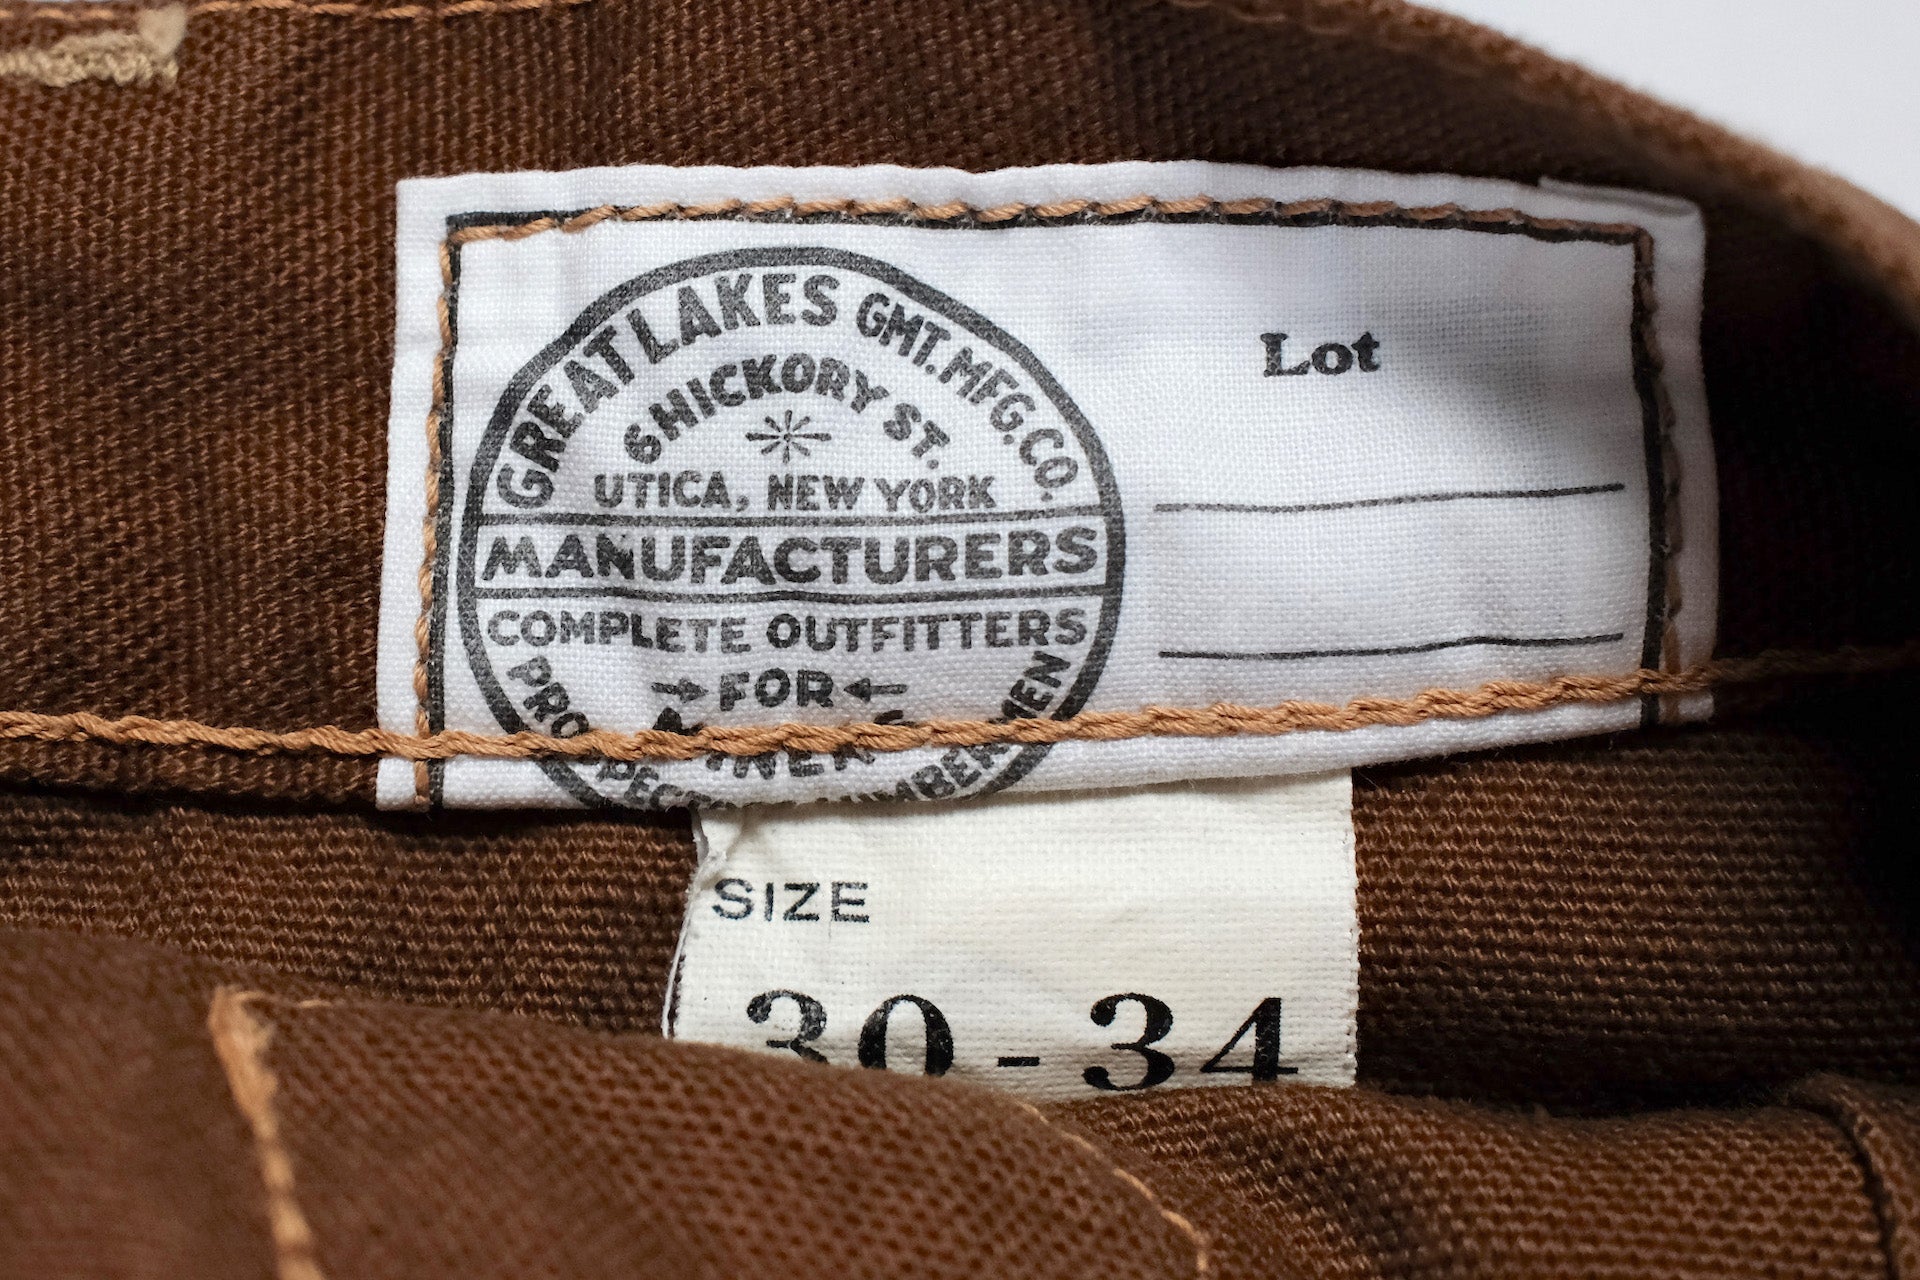 GREAT LAKES GMT. MFG. CO.
6 HICKORY ST.
UTICA, NEW YORK
MANUFACTURERS
COMPLETE OUTFITTERS
FOR
Lot
SIZE
30 - 34